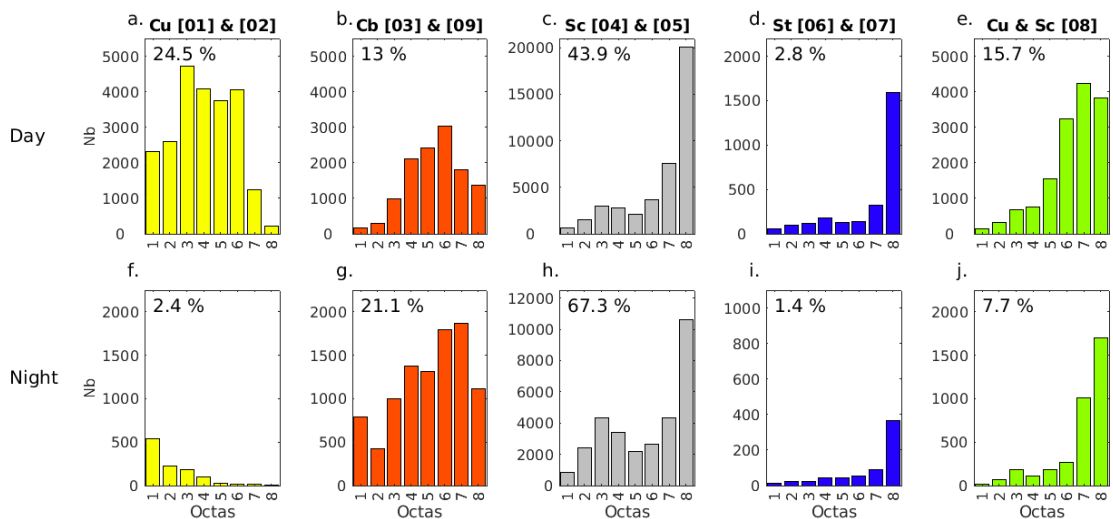 a. b. c. d. e.
Cu [01] & [02] Cb [03] & [09] Sc [04] & [05] St [06] & [07] Cu & Sc [08]
Day
Nb
24.5 % 13 % 43.9 % 2.8 % 15.7 %
5000 5000 20000 2000 5000
4000 4000 15000 1500 4000
3000 3000 10000 1000 3000
2000 2000 5000 500 2000
1000 1000 1000
0 0 0 0 0
1 2 3 4 5 6 7 8 1 2 3 4 5 6 7 8 1 2 3 4 5 6 7 8 1 2 3 4 5 6 7 8 1 2 3 4 5 6 7 8
f. g. h. i. j.
Night
Nb
2.4 % 21.1 % 67.3 % 1.4 % 7.7 %
2000 2000 12000 1000 2000
1500 1500 10000 800 1500
1000 1000 8000 600 1000
500 500 6000 400 500
4000 200
2000
0 0 0 0 0
1 2 3 4 5 6 7 8 1 2 3 4 5 6 7 8 1 2 3 4 5 6 7 8 1 2 3 4 5 6 7 8 1 2 3 4 5 6 7 8
Octas Octas Octas Octas Octas